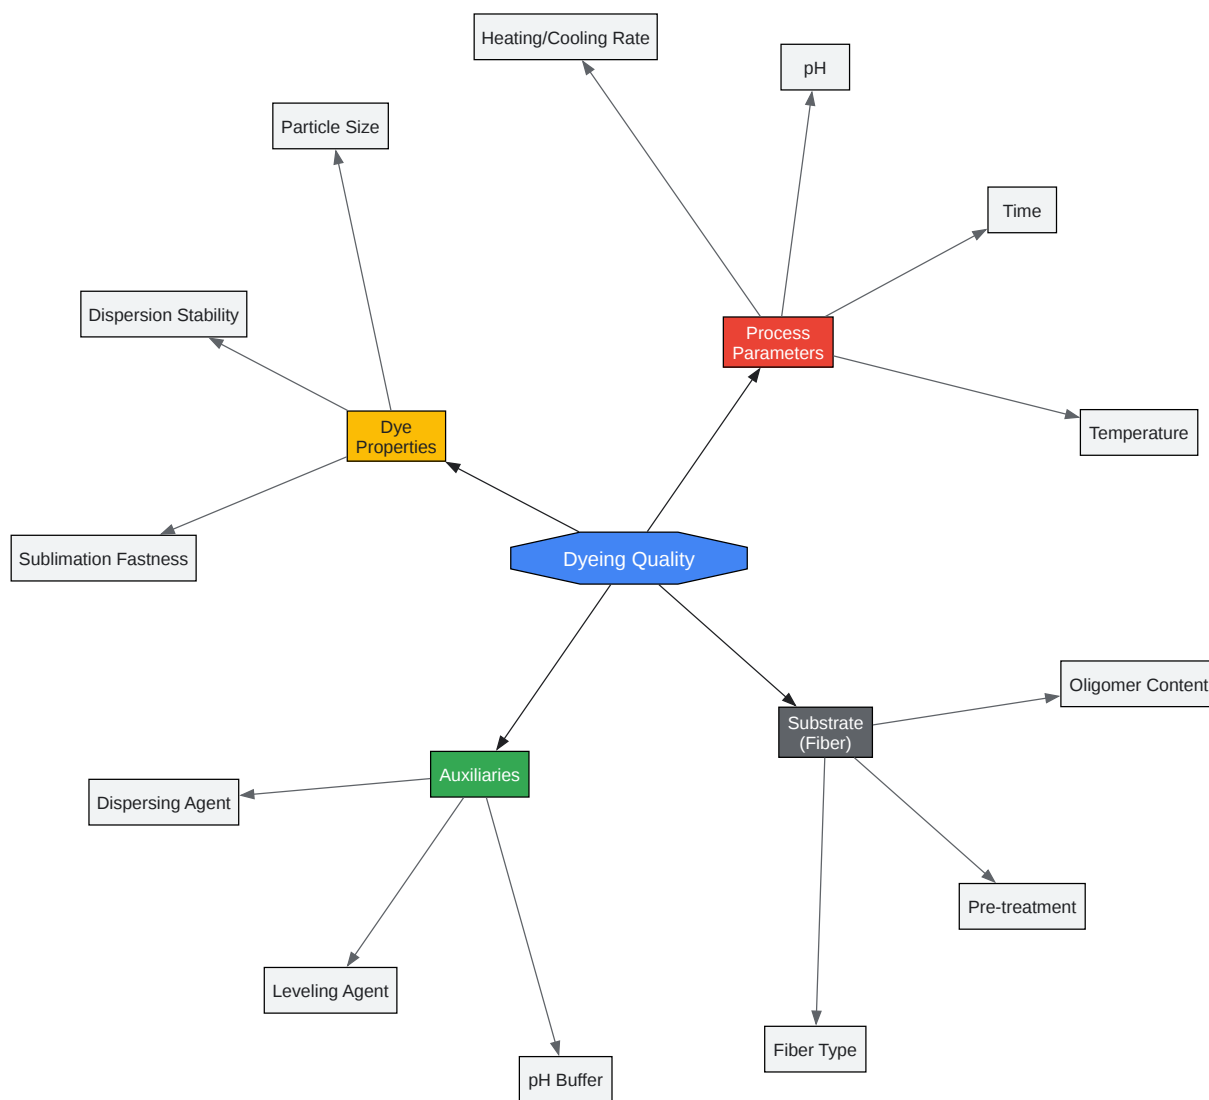 Heating/Cooling Rate
pH
Particle Size
Time
Dispersion Stability
Process
Parameters
Dye
Properties
Temperature
Sublimation Fastness
Dyeing Quality
Oligomer Content
Substrate
(Fiber)
Auxiliaries
Dispersing Agent
Pre-treatment
Leveling Agent
Fiber Type
pH Buffer